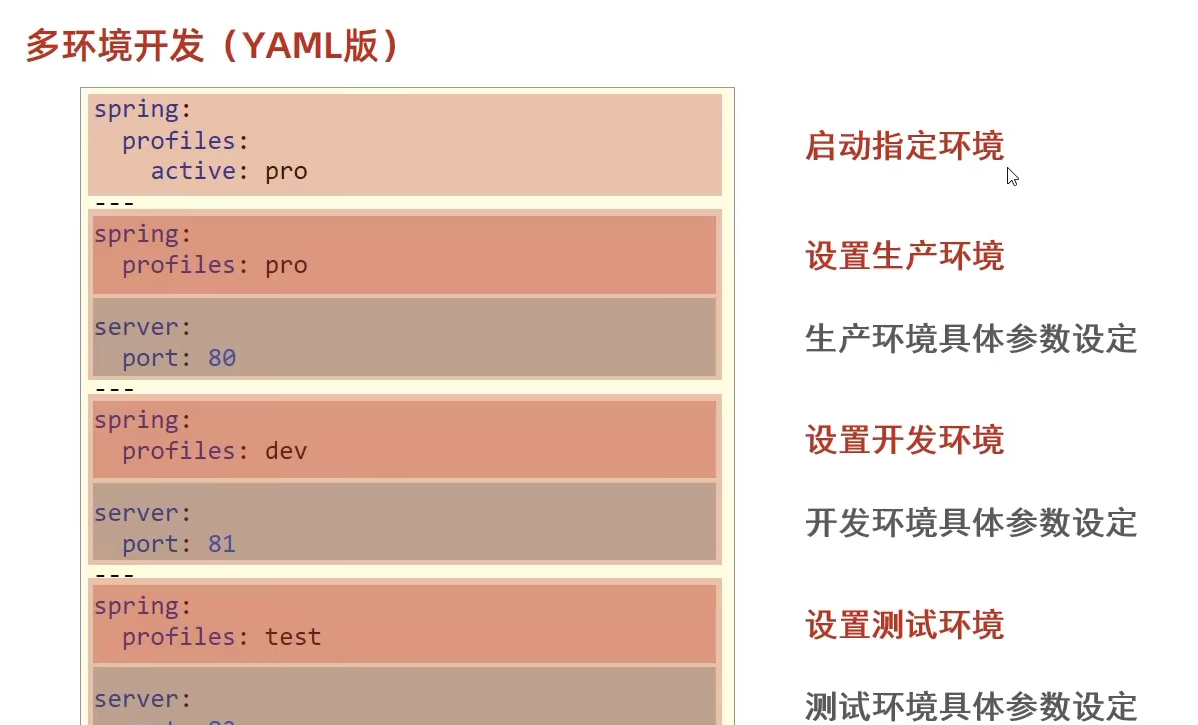 多环境开发（YAML版）
spring:
  profiles:
    active: pro
启动指定环境
---
spring:
  profiles: pro
设置生产环境
server:
  port: 80
生产环境具体参数设定
---
spring:
  profiles: dev
设置开发环境
server:
  port: 81
开发环境具体参数设定
---
spring:
  profiles: test
设置测试环境
server:
测试环境具体参数设定